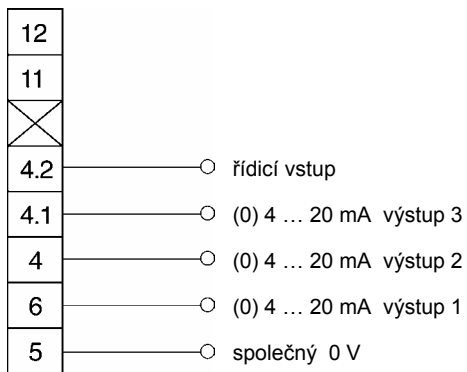 12
11
4.2 řídicí vstup
4.1 (0) 4 … 20 mA výstup 3
4 (0) 4 … 20 mA výstup 2
6 (0) 4 … 20 mA výstup 1
5 společný 0 V